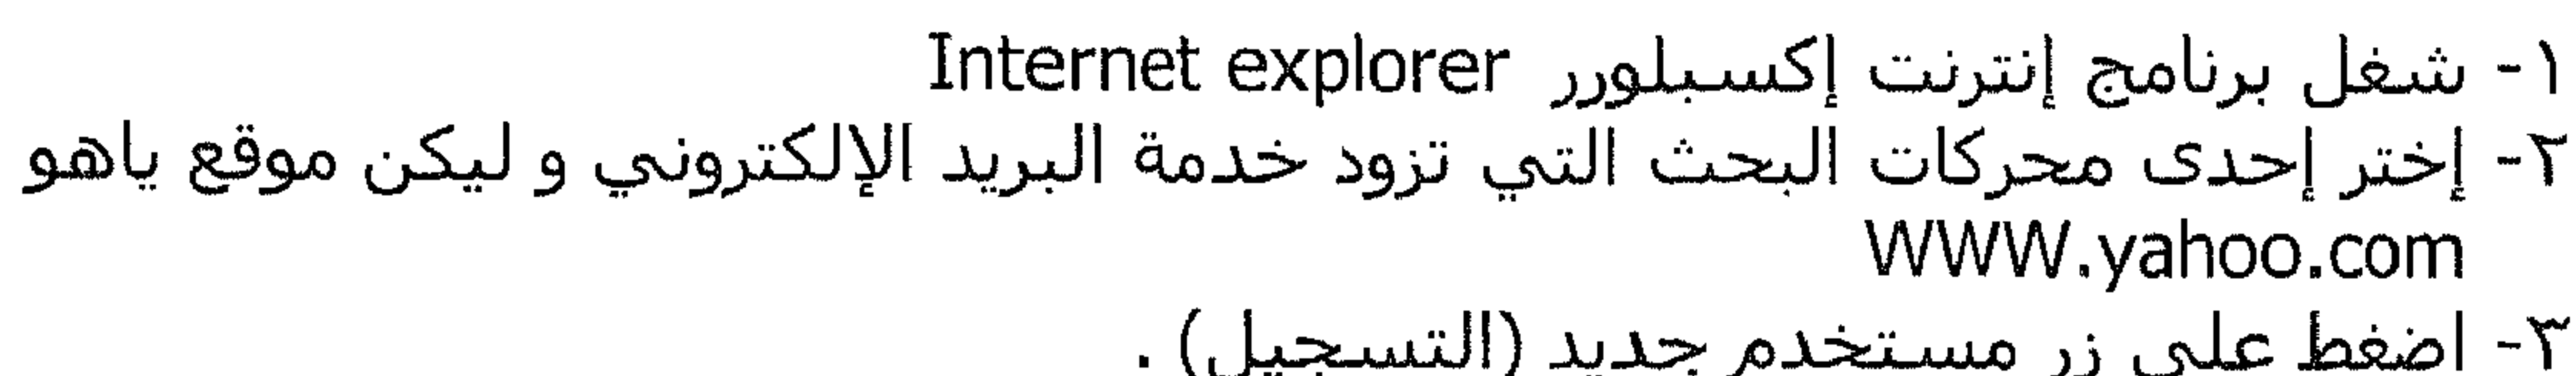 ١- شغل برنامج إنترنت إكسبلورر Internet explorer
٢- إختر إحدى محركات البحث التي تزود خدمة البريد الإلكتروني و ليكن موقع ياهو
WWW.yahoo.com
٣- اضغط على زر مستخدم جديد (التسجيل) .